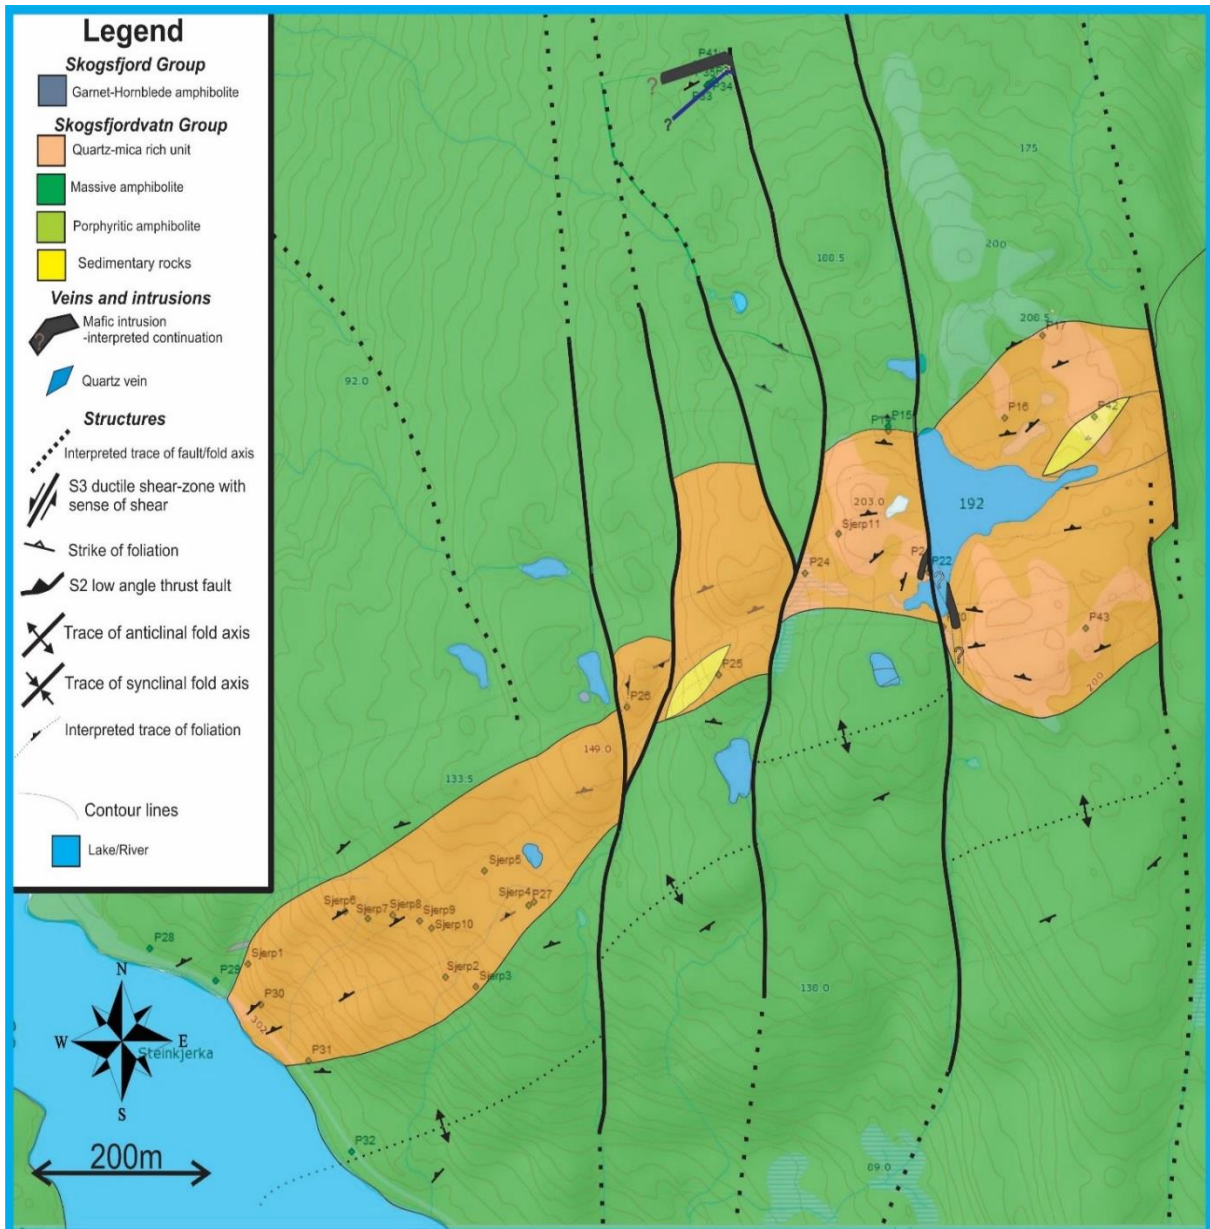 Legend
Skogsfjord Group
Garnet-Hornblede amphibolite
Skogsfjordvatn Group
Quartz-mica rich unit
Massive amphibolite
Porphyritic amphibolite
Sedimentary rocks
Veins and intrusions
Mafic intrusion
-interpreted continuation
?
Quartz vein
Structures
Interpreted trace of fault/fold axis
S3 ductile shear-zone with
sense of shear
Strike of foliation
S2 low angle thrust fault
Trace of anticlinal fold axis
Trace of synclinal fold axis
Interpreted trace of foliation
Contour lines
Lake/River
P41
P34
?
P33
?
175
200
188.5
92.0
208.5
P17
P15
P16
P42
203.0
192
Sjerp11
P24
P22
?
P43
?
200
P25
P26
149.0
133.5
Sjerp5
Sjerp6
Sjerp7
Sjerp8
Sjerp9
Sjerp10
Sjerp4
P27
P28
Sjerp1
P29
Sjerp2
Sjerp3
P30
302
P31
138.0
N
W
E
S
Steinkjerka
200m
P32
89.0